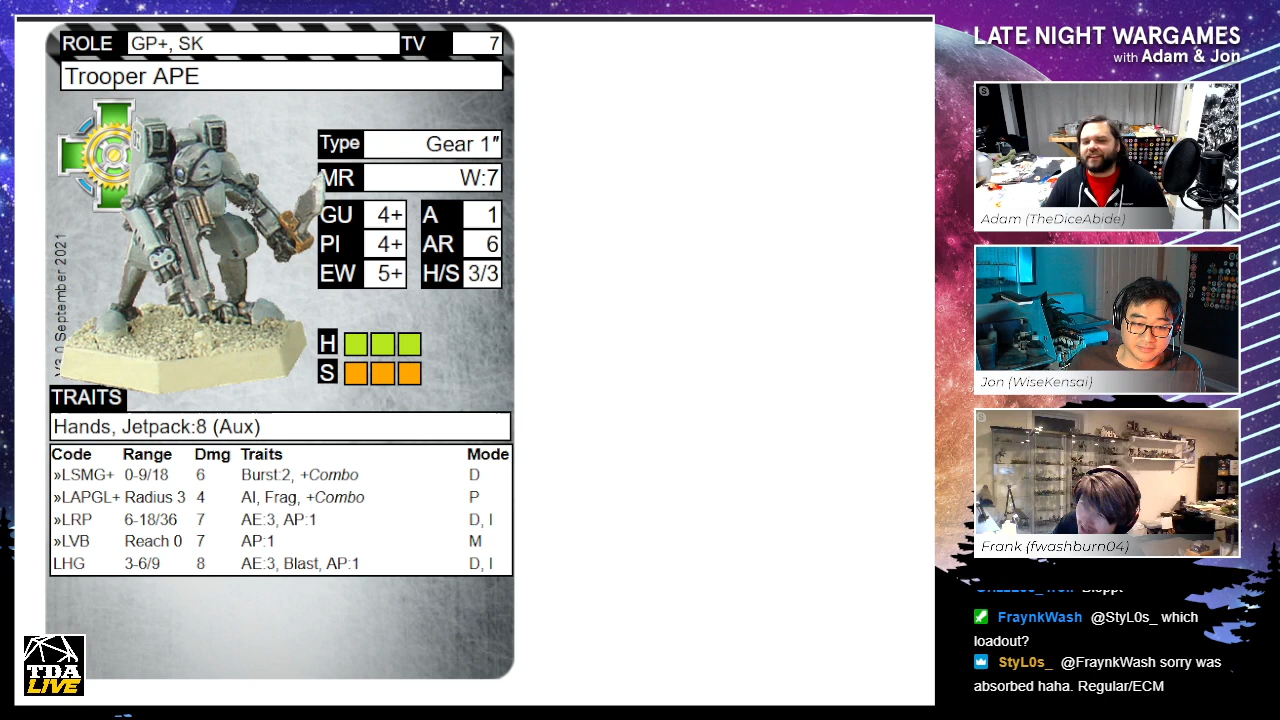 ROLE GP+, SK TV 7
Trooper APE
Type Gear 1″
MR W:7
GU 4+ A 1
PI 4+ AR 6
EW 5+ H/S 3/3
V3.0 September 2021
H
S
TRAITS
Hands, Jetpack:8 (Aux)
Code Range Dmg Traits Mode
»LSMG+ 0-9/18 6 Burst:2, +Combo D
»LAPGL+ Radius 3 4 AI, Frag, +Combo P
»LRP 6-18/36 7 AE:3, AP:1 D, I
»LVB Reach 0 7 AP:1 M
LHG 3-6/9 8 AE:3, Blast, AP:1 D, I
TDA
LIVE
LATE NIGHT WARGAMES
with Adam & Jon
Adam (TheDiceAbide)
Jon (WiseKensai)
Frank (fwashburn04)
FraynkWash @StyL0s_ which
loadout?
StyL0s_ @FraynkWash sorry was
absorbed haha. Regular/ECM